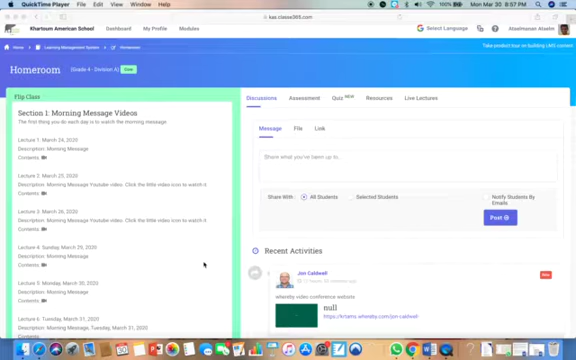 QuickTime Player File Edit View Window Help
Mon Mar 30 8:57 PM
kas.classe365.com
Khartoum American School
Dashboard My Profile Modules
Select Language
Home Learning Management System Homeroom
Take product tour on building LMS content
Homeroom
[Grade 4 - Division A]
Flip Class
Discussions Assessment Quiz NEW Resources Live Lectures
Section 1: Morning Message Videos
The first thing you do each day is to watch the morning message
Message File Link
Lecture 1: March 24, 2020
Description: Morning Message
Contents
Share what you've been up to..
Lecture 2: March 25, 2020
Description: Morning Message Youtube video. Click the little video icon to watch it
Contents
Share With : All Students Selected Students
Notify Students By Emails
Lecture 3: March 26, 2020
Description: Morning Message Youtube video. Click the little video icon to watch it
Contents
Post
Lecture 4: Sunday, March 29, 2020
Description: Morning Message
Contents
Recent Activities
Lecture 5: Monday, March 30, 2020
Description: Morning Message
Contents
Jon Caldwell
whereby video conference website
null
https://krtams.whereby.com/jon-caldwell
Lecture 6: Tuesday, March 31, 2020
Description: Morning Message, Tuesday, March 31, 2020
Contents